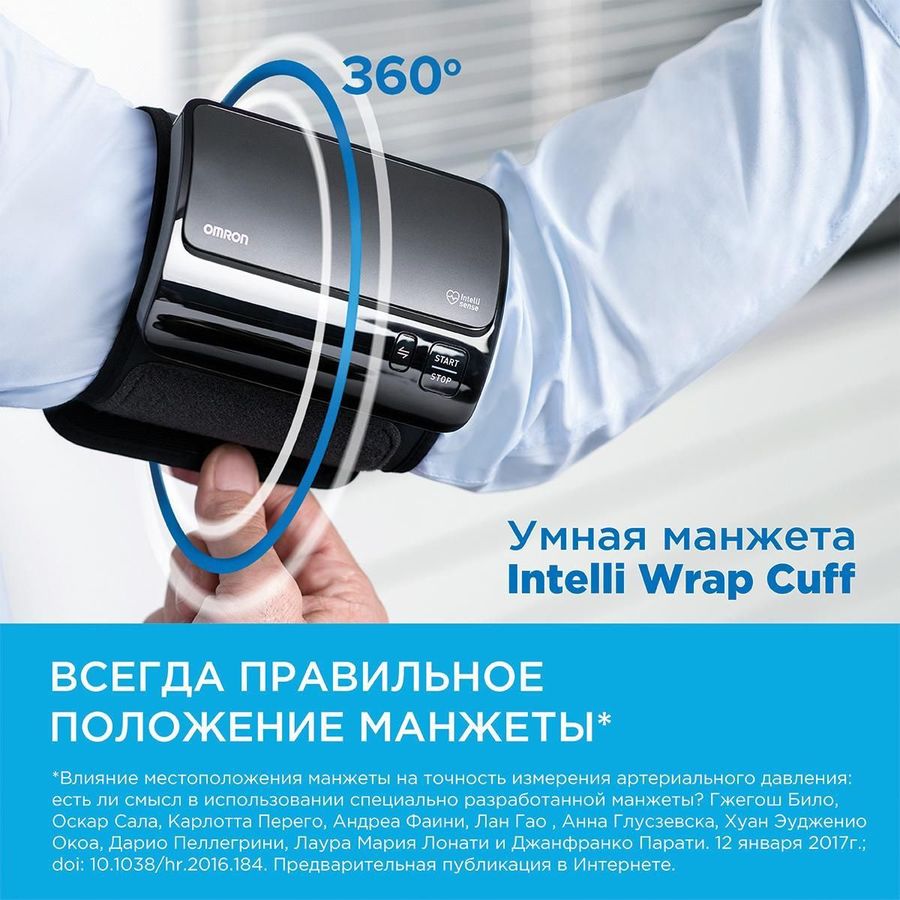 360°
OMRON
intelli
sense
START
STOP
Умная манжета
Intelli Wrap Cuff
ВСЕГДА ПРАВИЛЬНОЕ
ПОЛОЖЕНИЕ МАНЖЕТЫ*
*Влияние местоположения манжеты на точность измерения артериального давления:
есть ли смысл в использовании специально разработанной манжеты? Гжегош Било,
Оскар Сала, Карлотта Перего, Андреа Фаини, Лан Гао , Анна Глусзевска, Хуан Эудженио
Окоа, Дарио Пеллегрини, Лаура Мария Лонати и Джанфранко Парати. 12 января 2017г.;
doi: 10.1038/hr.2016.184. Предварительная публикация в Интернете.